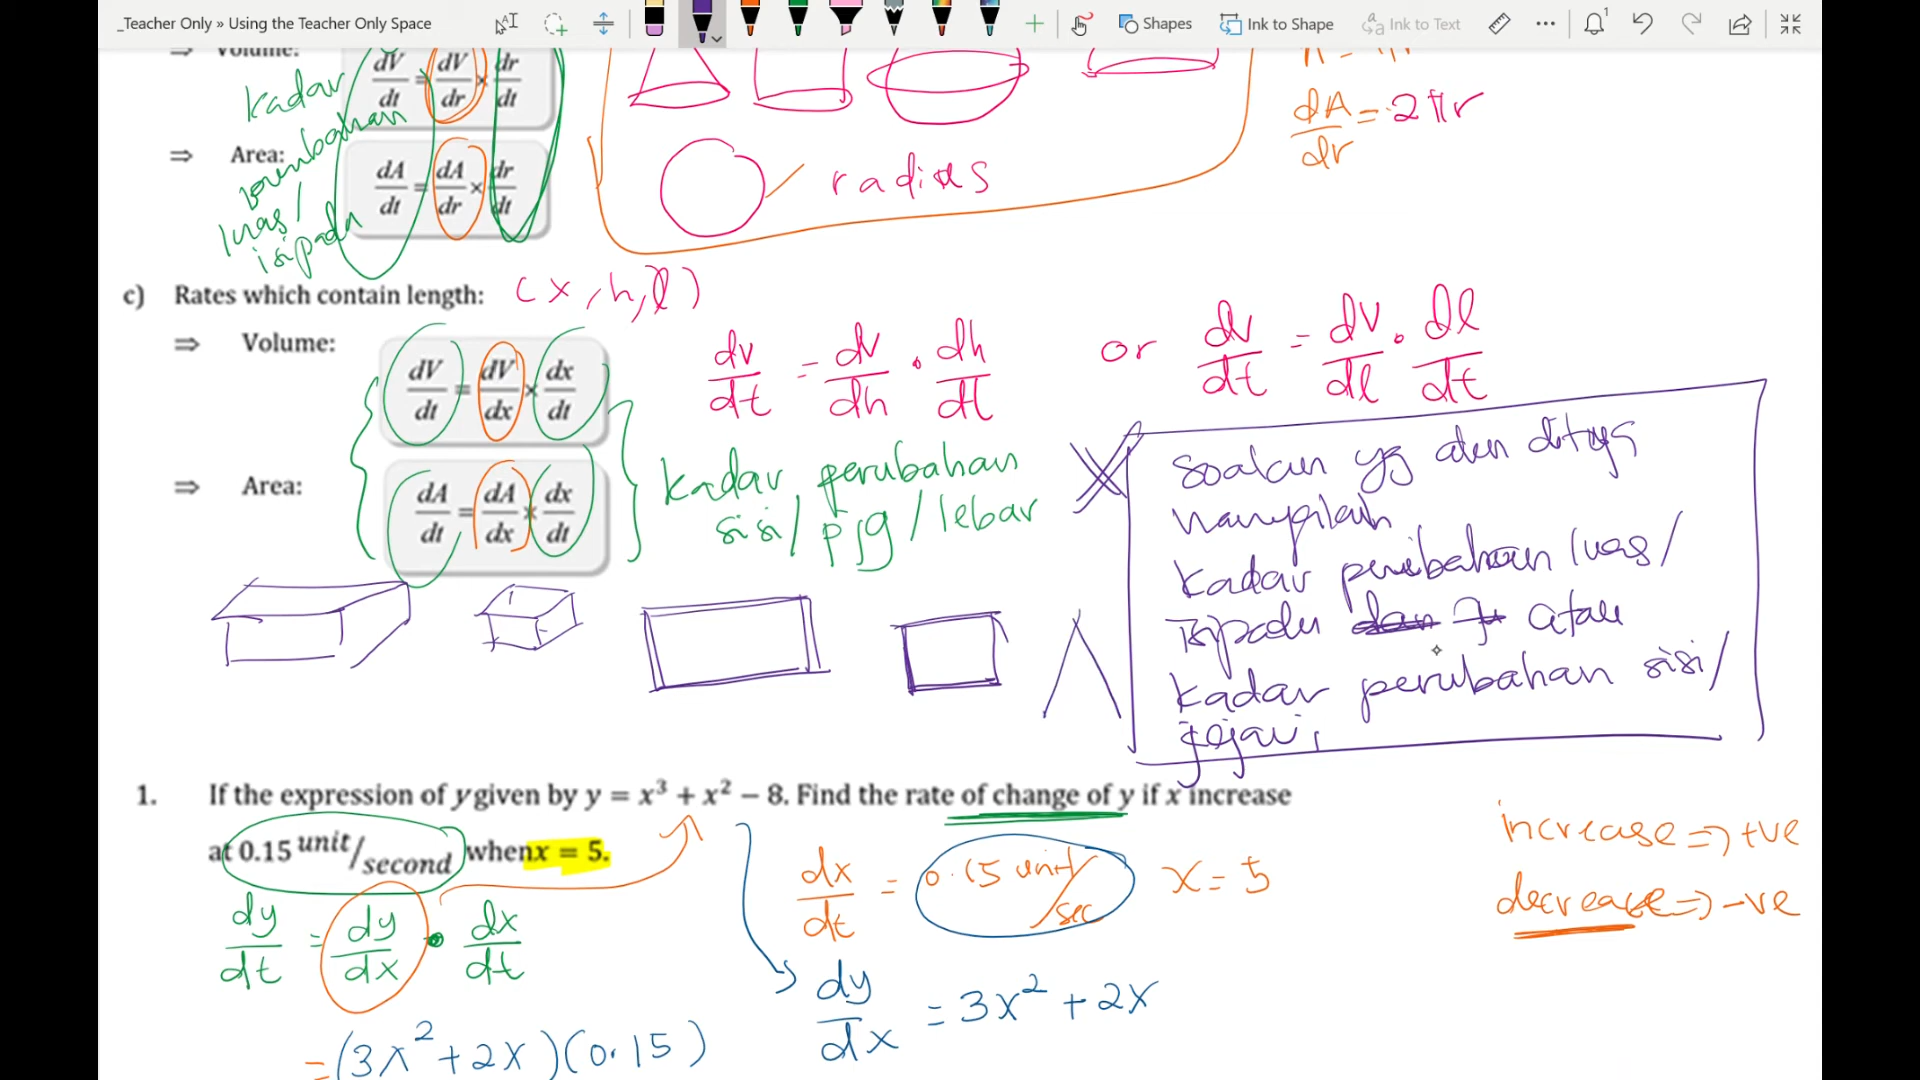 _Teacher Only » Using the Teacher Only Space
Shapes
Ink to Shape
Ink to Text
1
⇒ Volume:
dV/dt = dV/dr × dr/dt
⇒ Area:
dA/dt = dA/dr × dr/dt
kadar
perubahan
luas /
isipadu
radius
dA/dr = 2πr
c) Rates which contain length: (x, h, l)
⇒ Volume:
dV/dt = dV/dx × dx/dt
dv/dt = dv/dh · dh/dt or dv/dt = dv/dl · dl/dt
⇒ Area:
dA/dt = dA/dx × dx/dt
kadar perubahan
sisi / pjg / lebar
Soalan yg akan
kadar perubahan luas /
Isipadu atau
kadar perubahan sisi /
jejari,
1. If the expression of y given by y = x³ + x² − 8. Find the rate of change of y if x increase
at 0.15 unit/second when x = 5.
dy/dt = dy/dx · dx/dt
= (3x² + 2x)(0.15)
dx/dt = 0.15 unit/sec x = 5
dy/dx = 3x² + 2x
increase ⇒ +ve
decrease ⇒ -ve